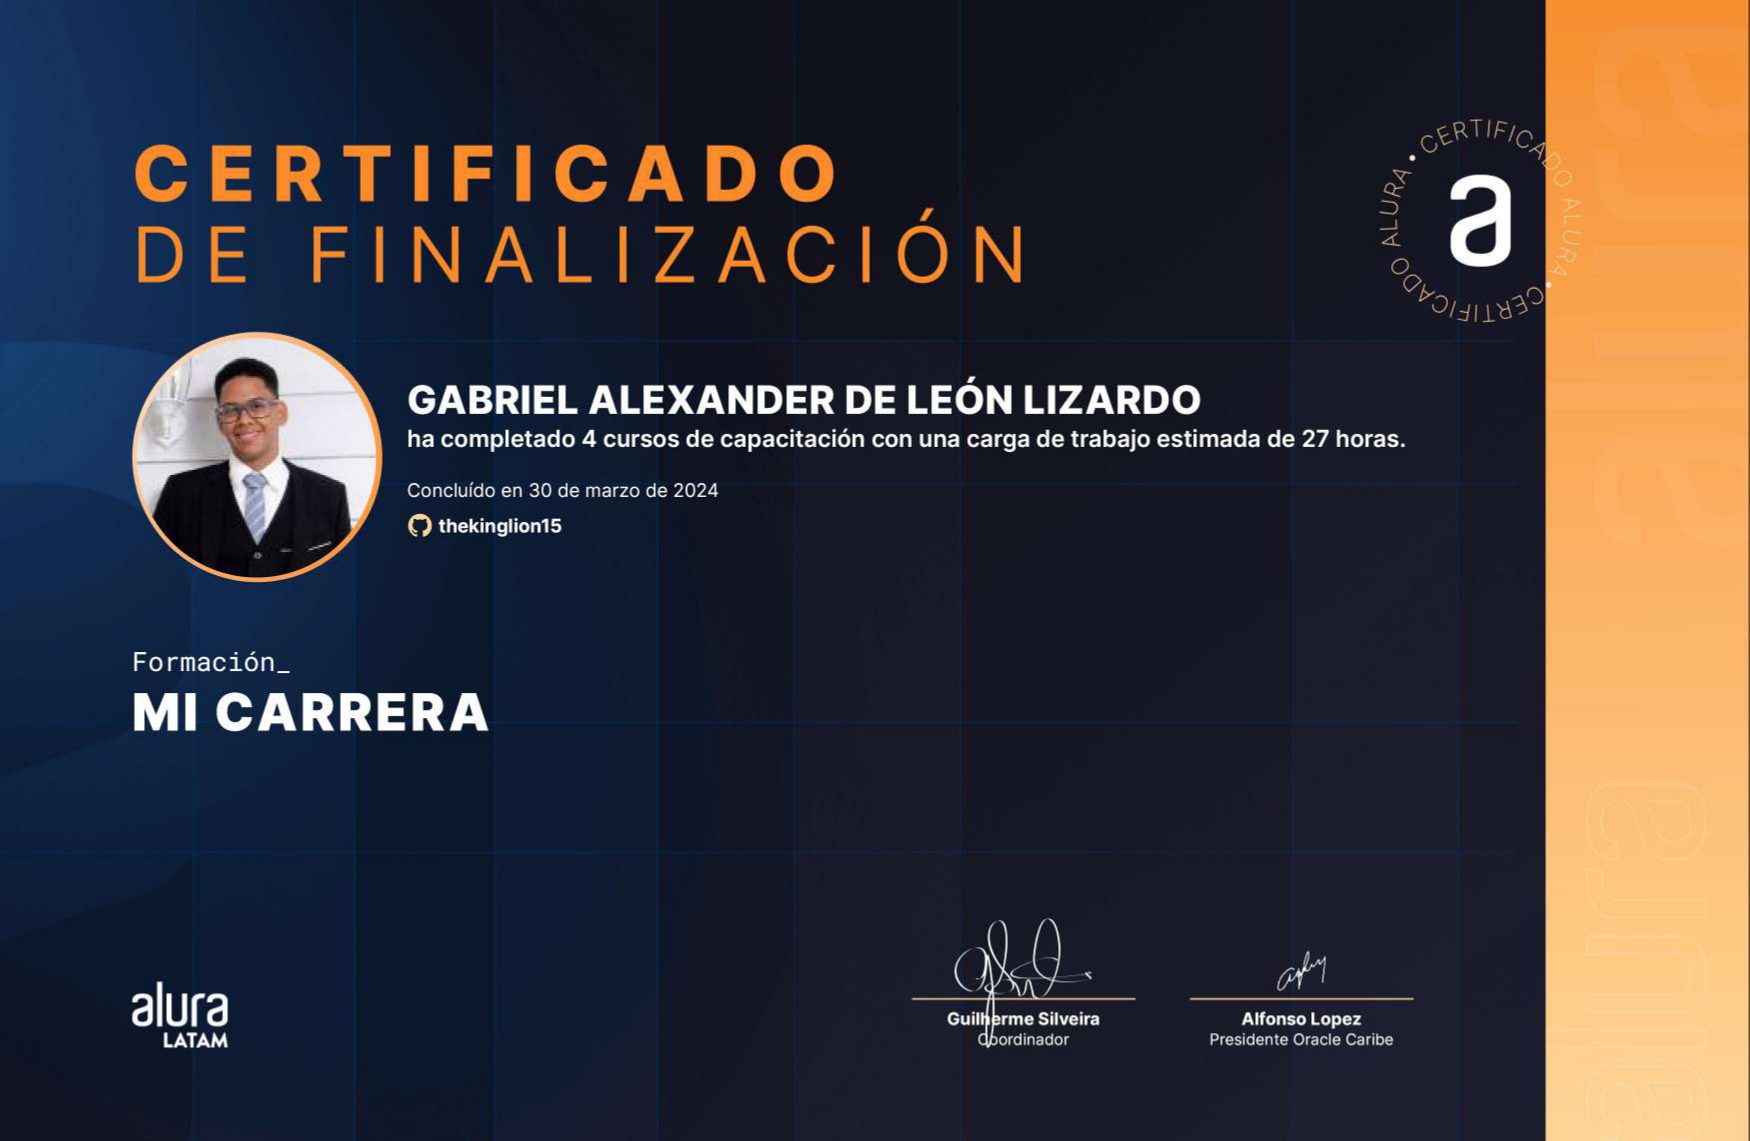 CERTIFICADO
DE FINALIZACIÓN
CERTIFICADO ALURA • CERTIFICADO ALURA •
a
GABRIEL ALEXANDER DE LEÓN LIZARDO
ha completado 4 cursos de capacitación con una carga de trabajo estimada de 27 horas.
Concluído en 30 de marzo de 2024
thekinglion15
Formación_
MI CARRERA
alura
LATAM
Guilherme Silveira
Coordinador
Alfonso Lopez
Presidente Oracle Caribe
alura
alura